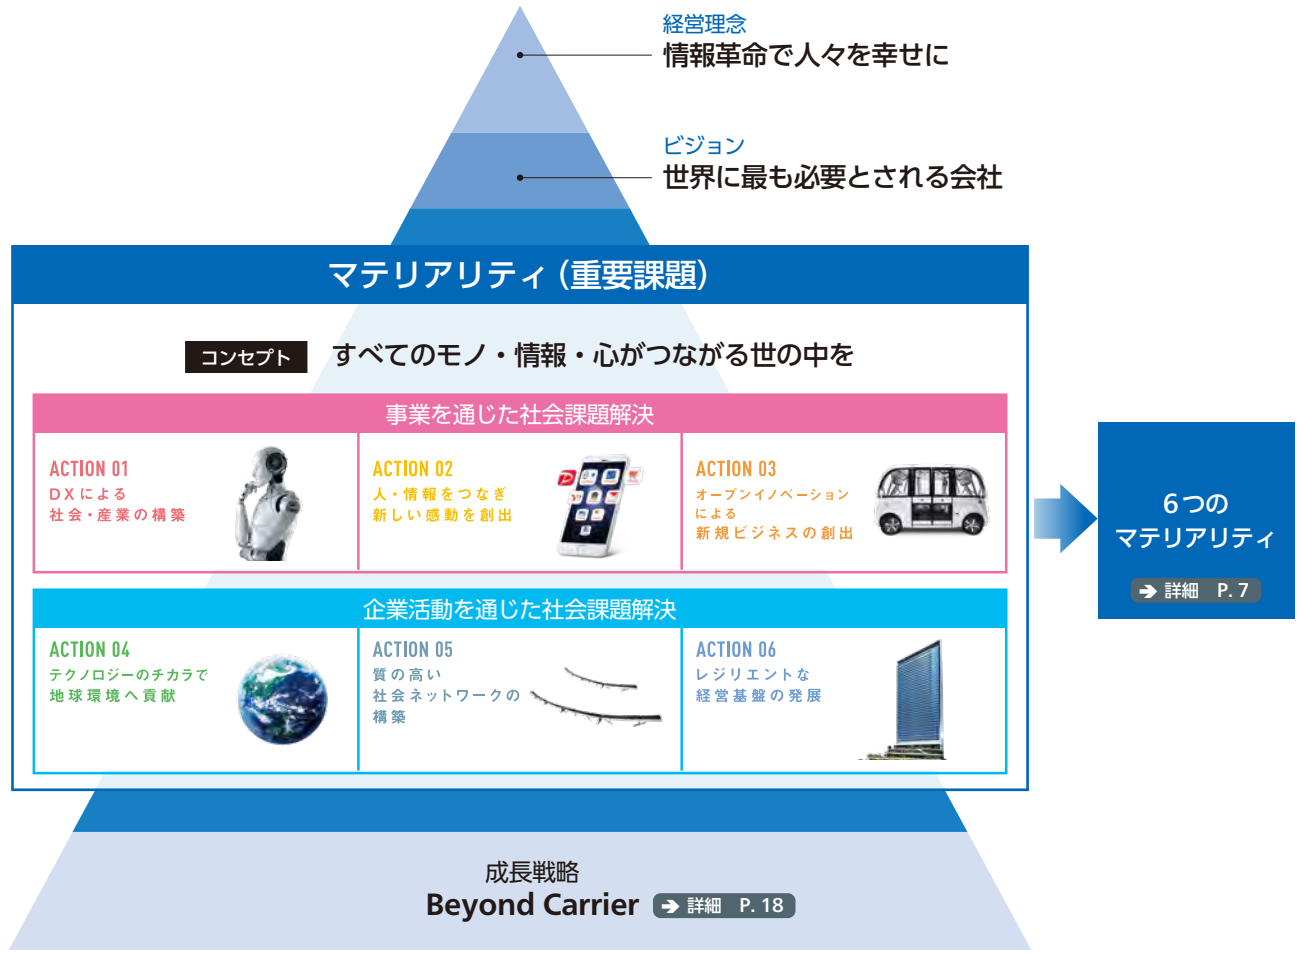 経営理念
情報革命で人々を幸せに
ビジョン
世界に最も必要とされる会社
マテリアリティ（重要課題）
コンセプト すべてのモノ・情報・心がつながる世の中を
事業を通じた社会課題解決
ACTION 01
DXによる
社会・産業の構築
ACTION 02
人・情報をつなぎ
新しい感動を創出
ACTION 03
オープンイノベーション
による
新規ビジネスの創出
企業活動を通じた社会課題解決
ACTION 04
テクノロジーのチカラで
地球環境へ貢献
ACTION 05
質の高い
社会ネットワークの
構築
ACTION 06
レジリエントな
経営基盤の発展
6つの
マテリアリティ
詳細 P. 7
成長戦略
Beyond Carrier 詳細 P. 18